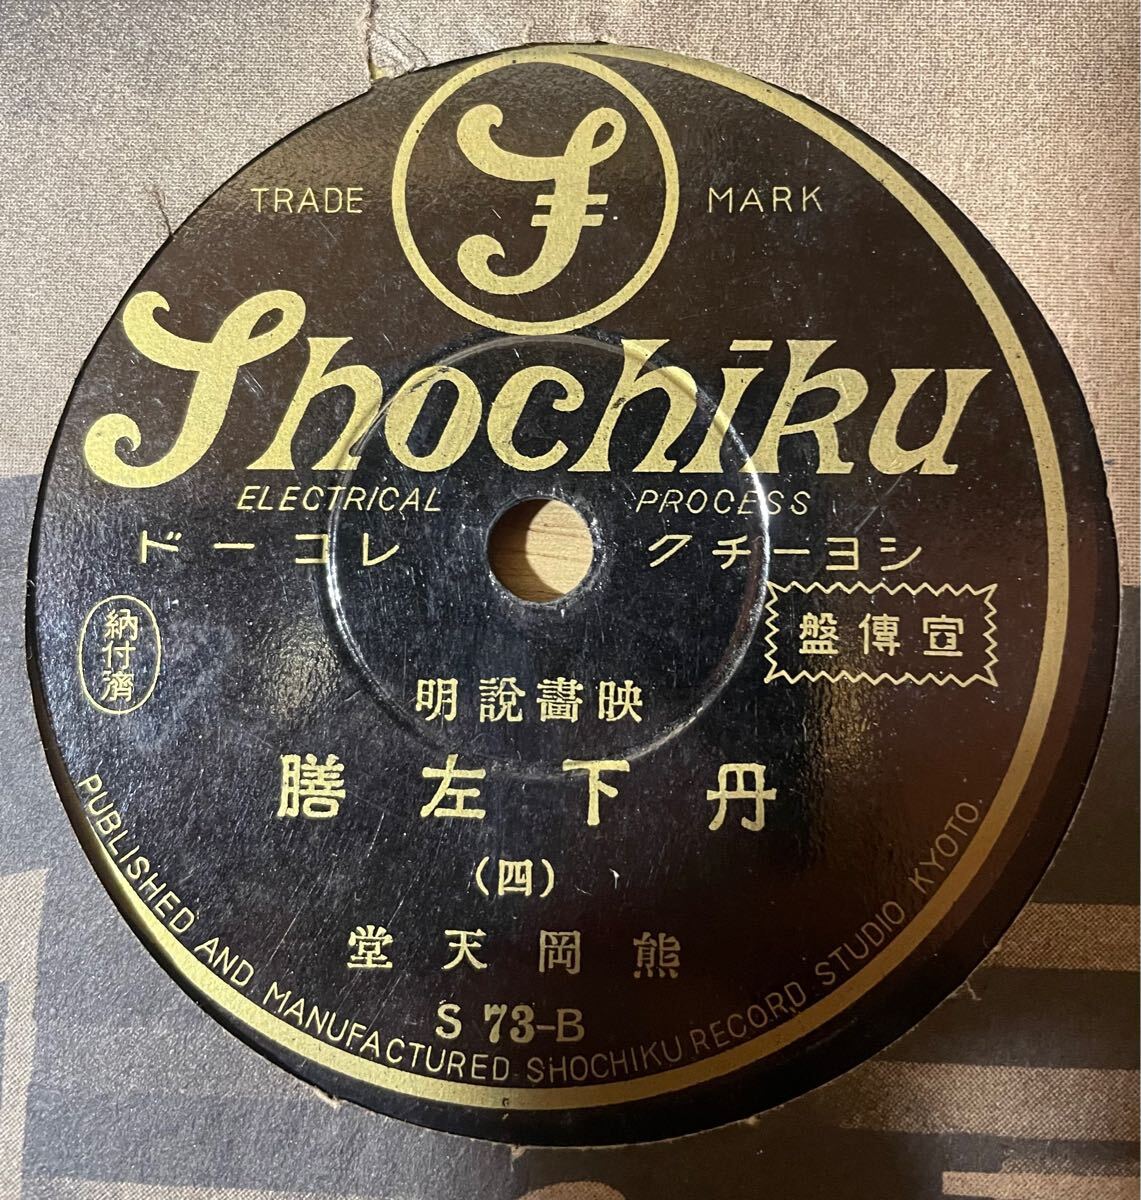 TRADE MARK
Shochiku
ELECTRICAL PROCESS
シヨーチク レコード
宣傳盤
納付濟
映畫說明
丹下左膳
(四)
熊岡天堂
S 73-B
PUBLISHED AND MANUFACTURED SHOCHIKU RECORD STUDIO KYOTO.